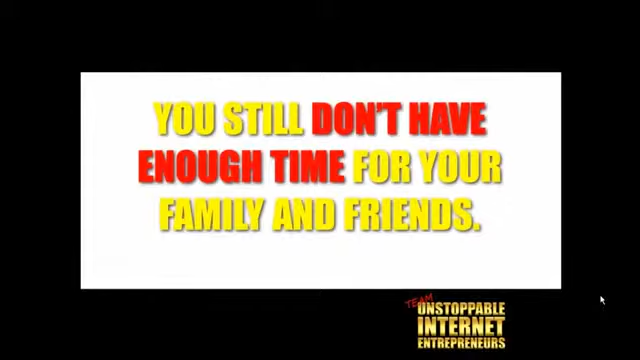 YOU STILL DON'T HAVE
ENOUGH TIME FOR YOUR
FAMILY AND FRIENDS.
TEAM
UNSTOPPABLE
INTERNET
ENTREPRENEURS